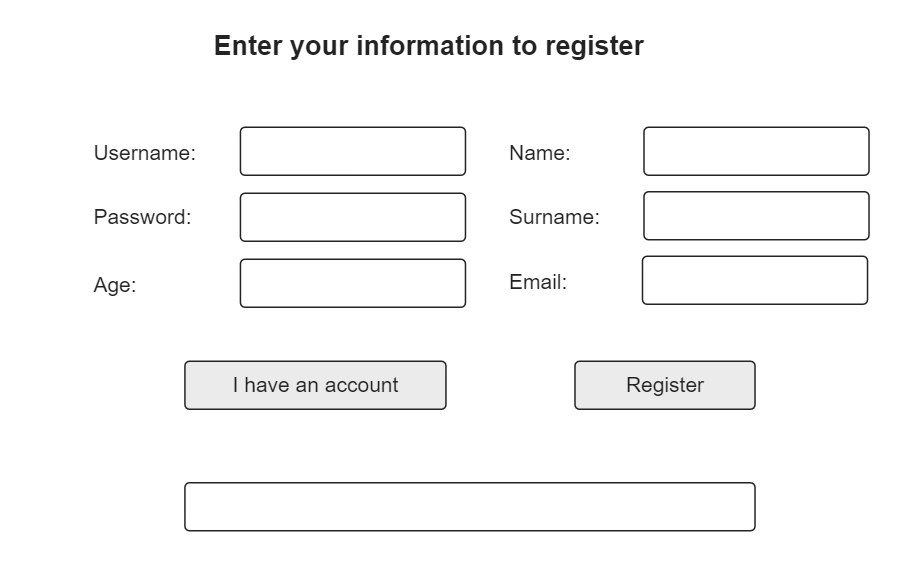 Enter your information to register
Username:
Name:
Password:
Surname:
Age:
Email:
I have an account
Register